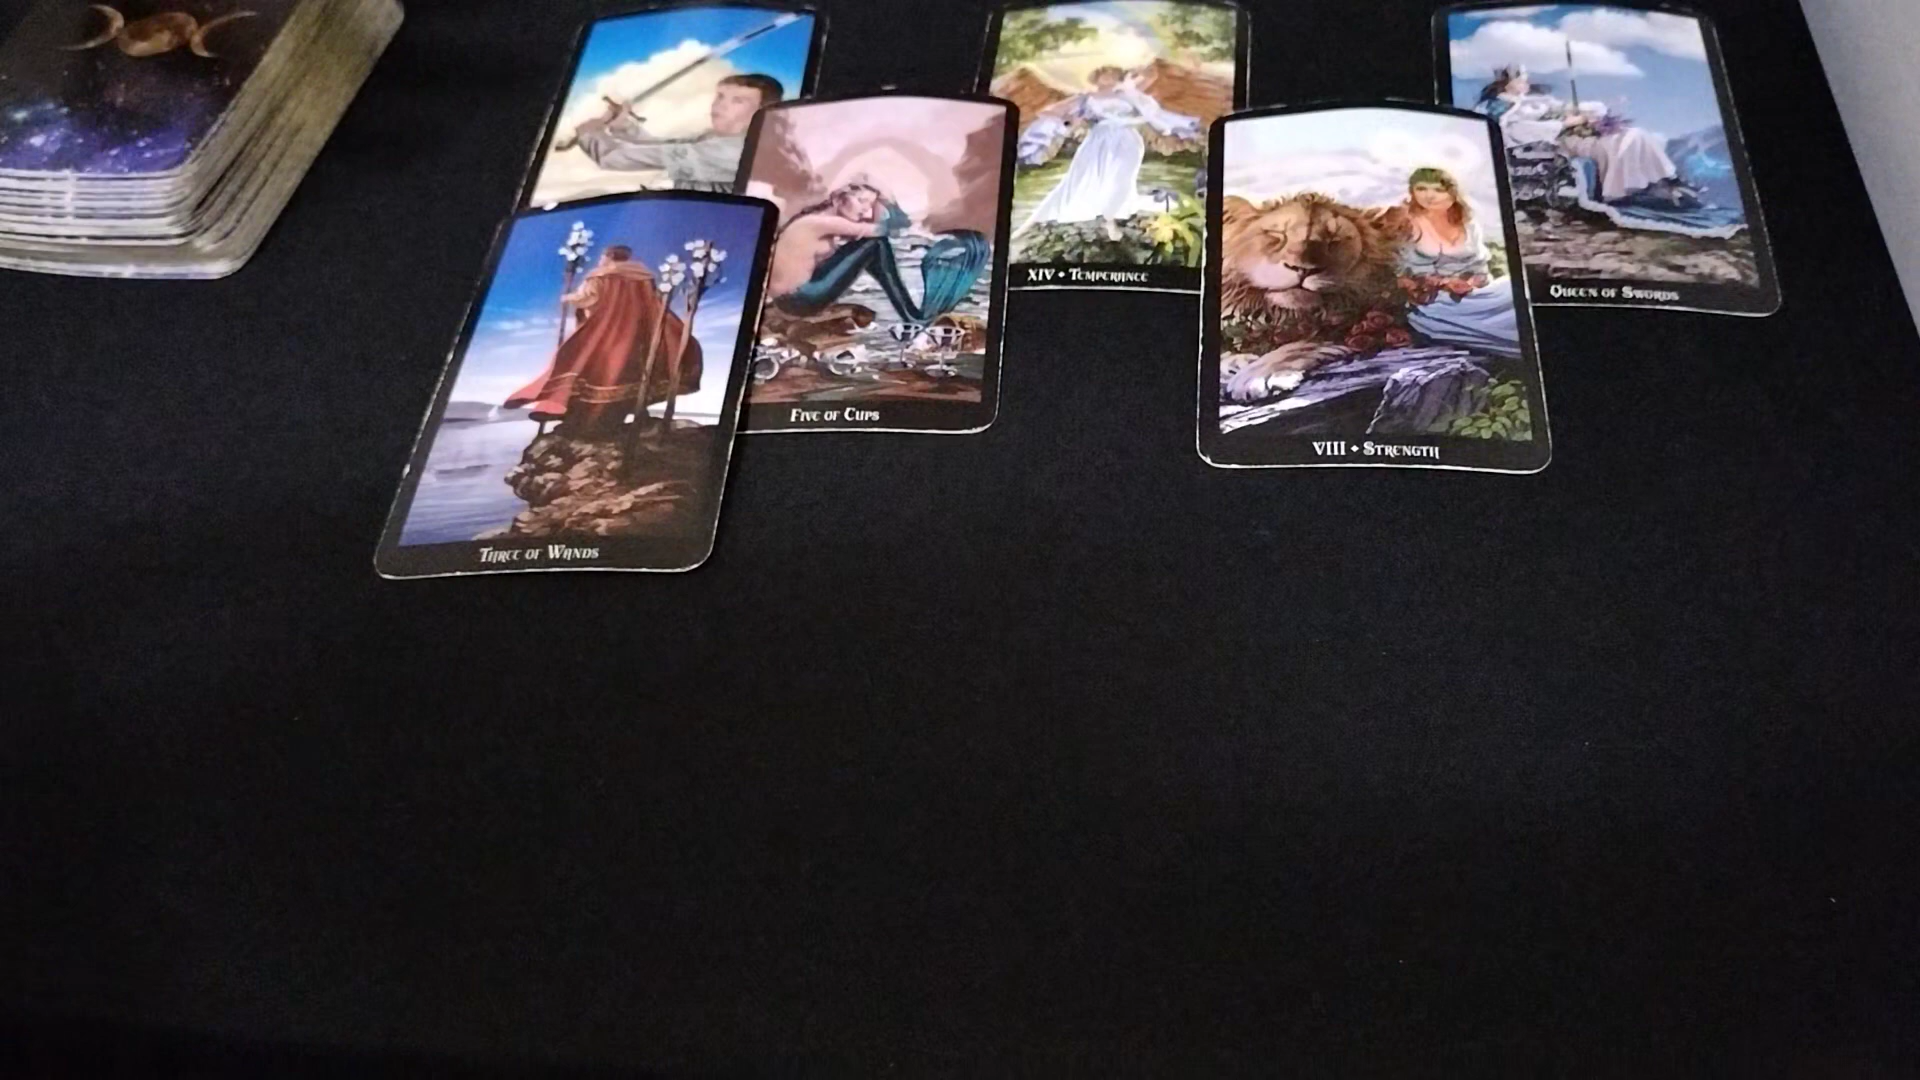 XIV • Temperance
Queen of Swords
Five of Cups
VIII • Strength
Three of Wands